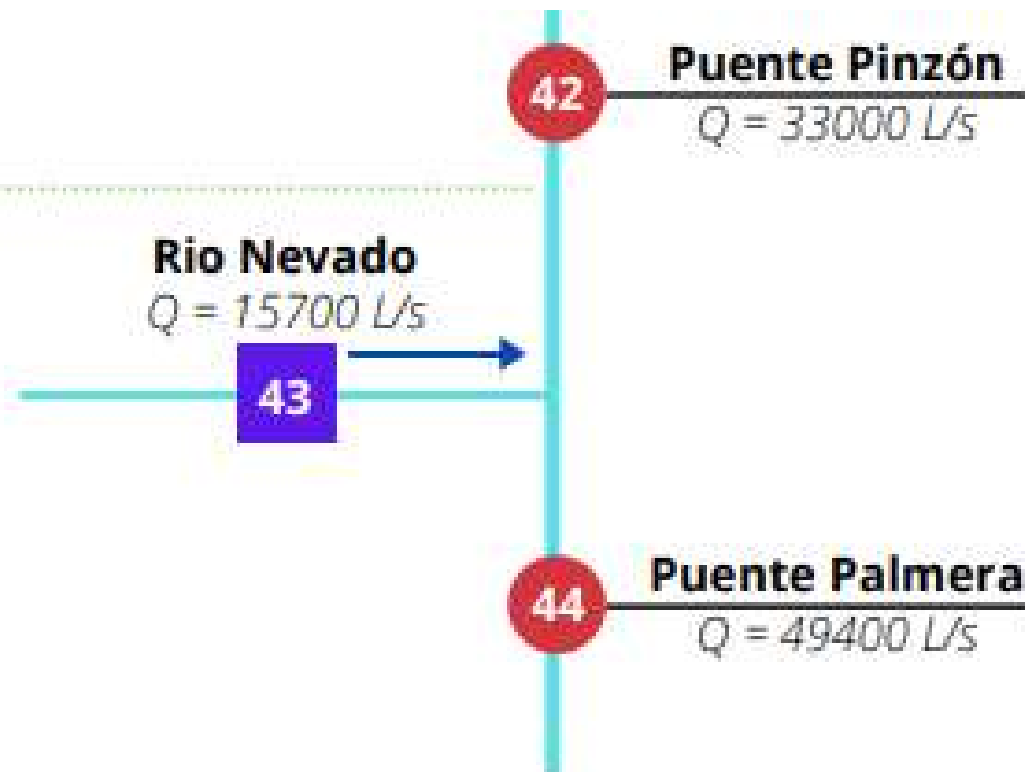 42
Puente Pinzón
Q = 33000 L/s
Rio Nevado
Q = 15700 L/s
43
44
Puente Palmera
Q = 49400 L/s